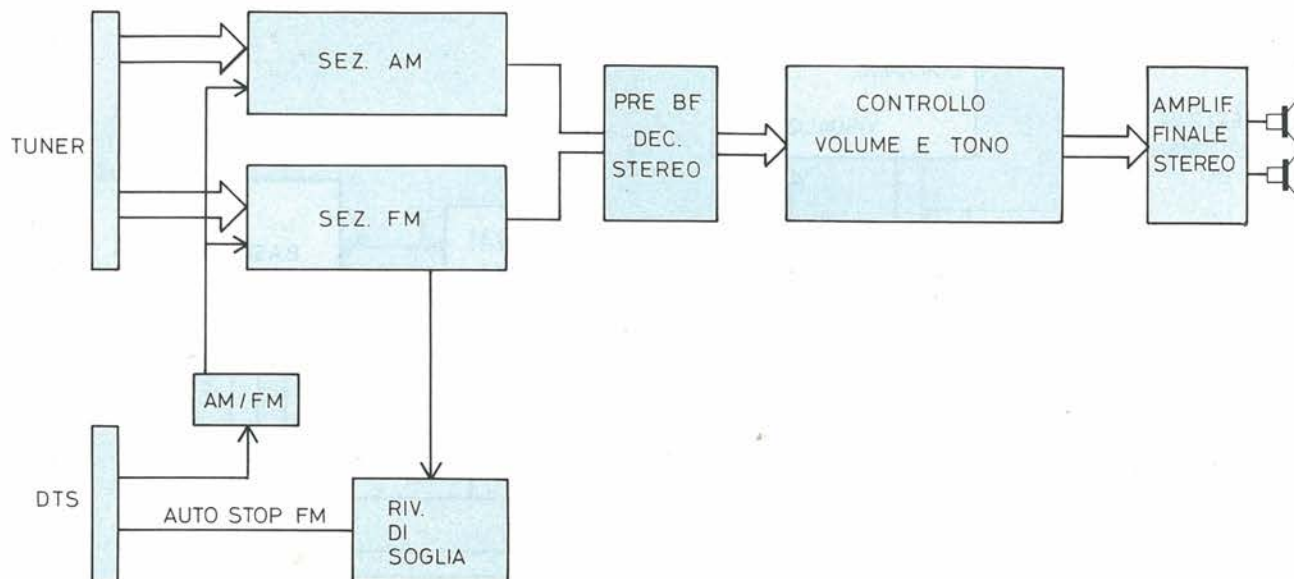 TUNER
SEZ. AM
SEZ. FM
PRE BF
DEC.
STEREO
CONTROLLO
VOLUME E TONO
AMPLIF.
FINALE
STEREO
AM/FM
DTS
AUTO STOP FM
RIV.
DI
SOGLIA